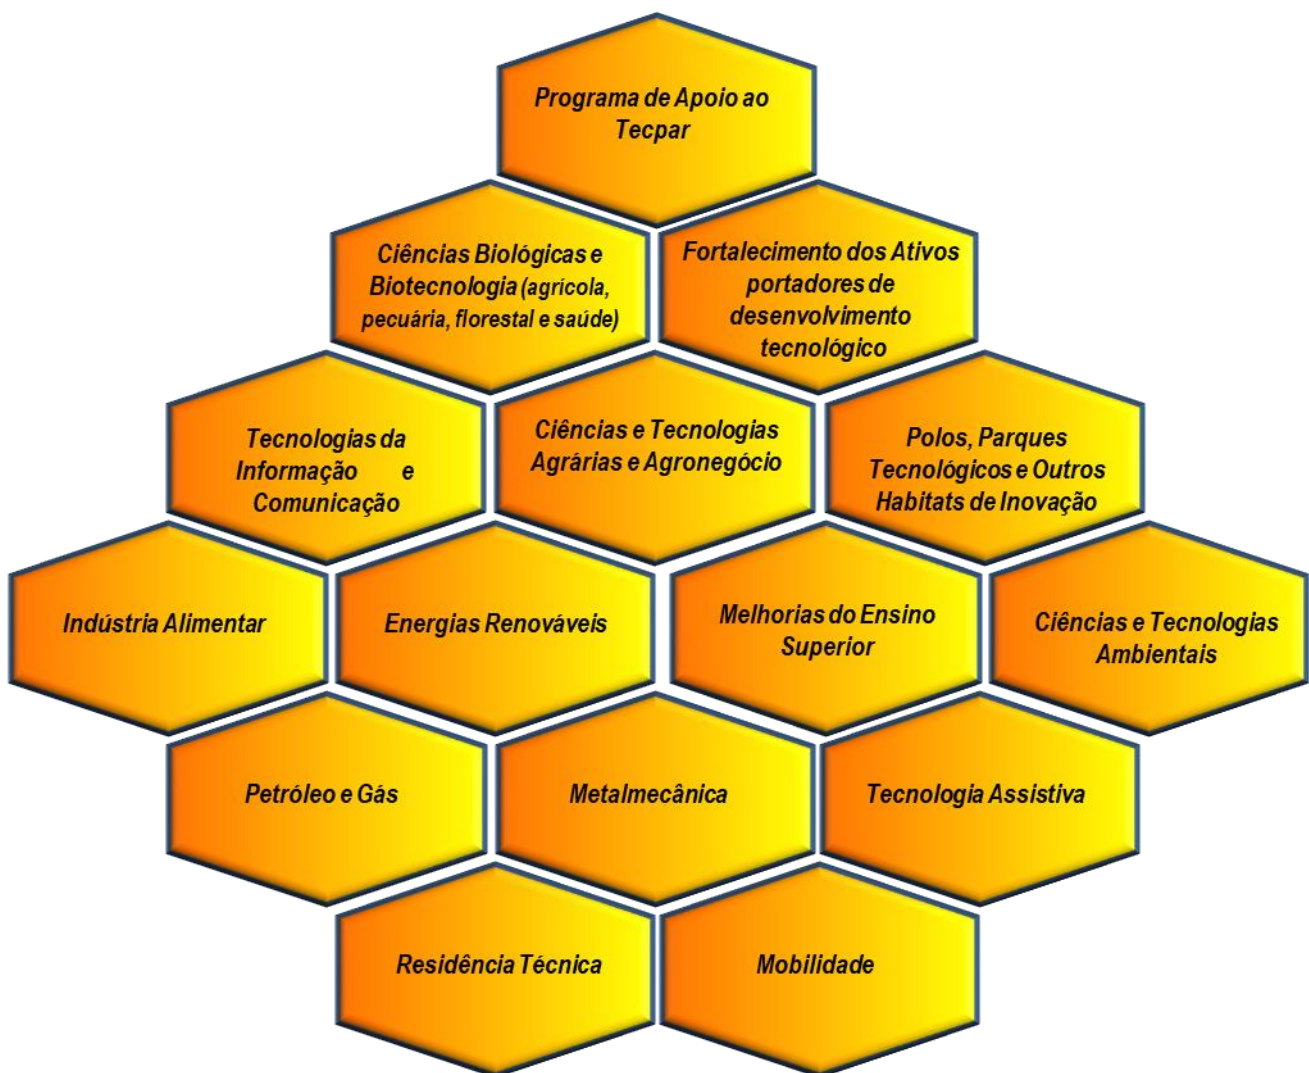 Programa de Apoio ao
Tecpar
Ciências Biológicas e
Biotecnologia (agrícola,
pecuária, florestal e saúde)
Fortalecimento dos Ativos
portadores de
desenvolvimento
tecnológico
Tecnologias da
Informação e
Comunicação
Ciências e Tecnologias
Agrárias e Agronegócio
Polos, Parques
Tecnológicos e Outros
Habitats de Inovação
Indústria Alimentar
Energias Renováveis
Melhorias do Ensino
Superior
Ciências e Tecnologias
Ambientais
Petróleo e Gás
Metalmecânica
Tecnologia Assistiva
Residência Técnica
Mobilidade